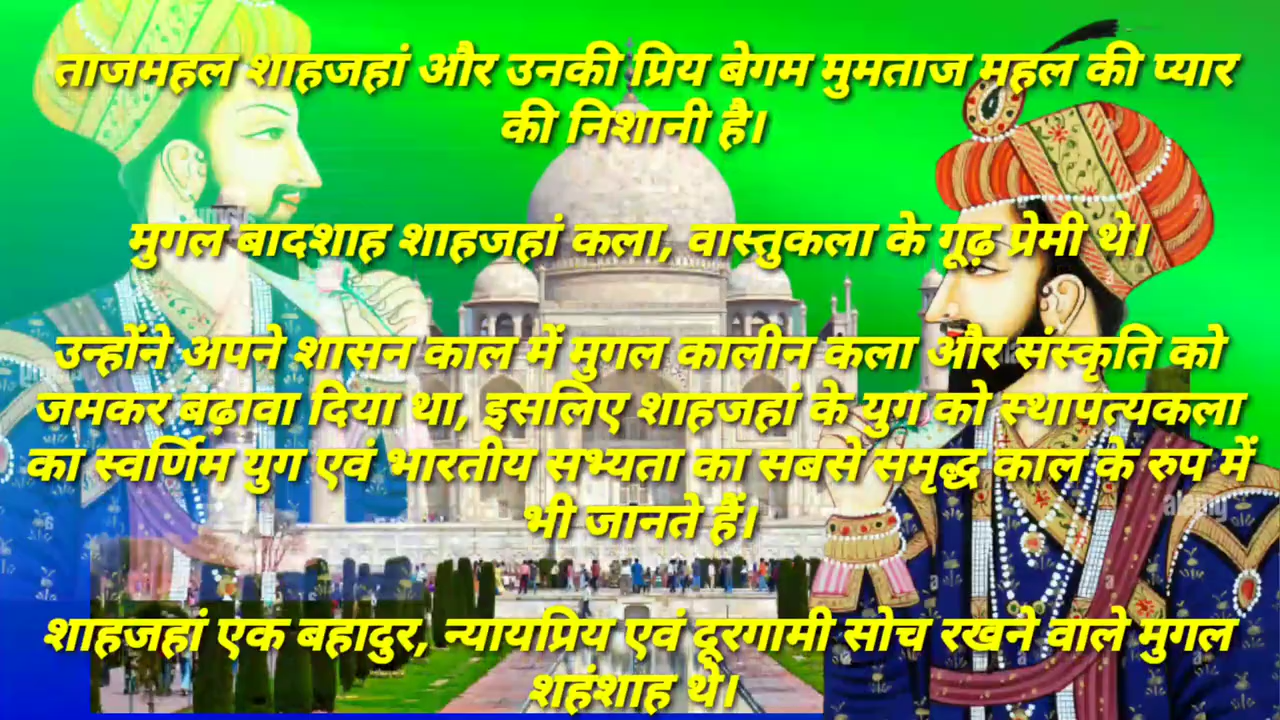 ताजमहल शाहजहां और उनकी प्रिय बेगम मुमताज महल की प्यार
की निशानी है।
मुगल बादशाह शाहजहां कला, वास्तुकला के गूढ़ प्रेमी थे।
उन्होंने अपने शासन काल में मुगल कालीन कला और संस्कृति को
जमकर बढ़ावा दिया था, इसलिए शाहजहां के युग को स्थापत्यकला
का स्वर्णिम युग एवं भारतीय सभ्यता का सबसे समृद्ध काल के रुप में
भी जानते हैं।
alamy
शाहजहां एक बहादुर, न्यायप्रिय एवं दूरगामी सोच रखने वाले मुगल
शहंशाह थे।